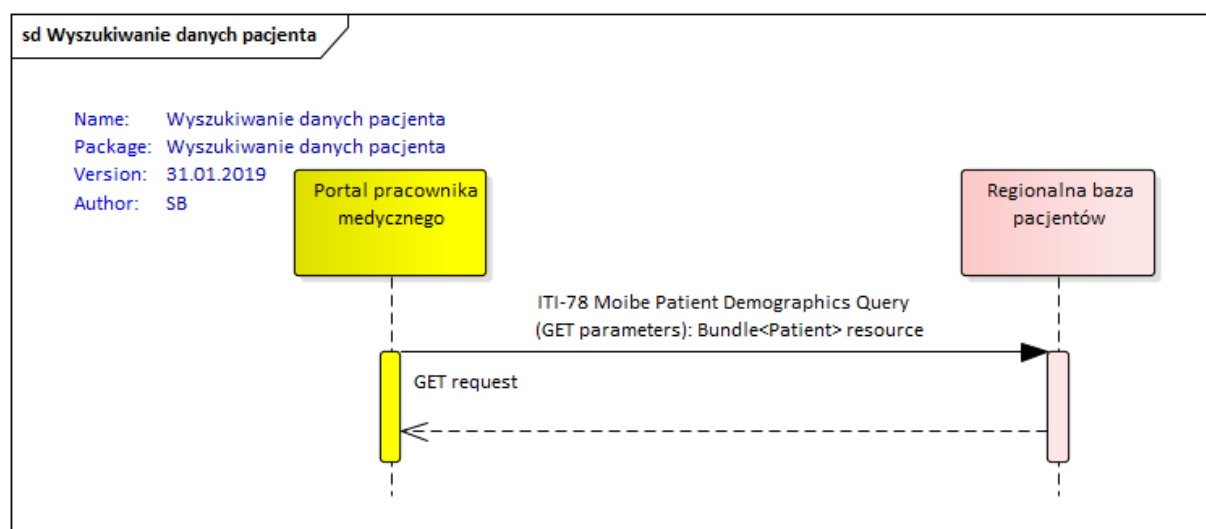 sd Wyszukiwanie danych pacjenta
Name: Wyszukiwanie danych pacjenta
Package: Wyszukiwanie danych pacjenta
Version: 31.01.2019
Author: SB
Portal pracownika
medycznego
Regionalna baza
pacjentów
ITI-78 Moibe Patient Demographics Query
(GET parameters): Bundle<Patient> resource
GET request